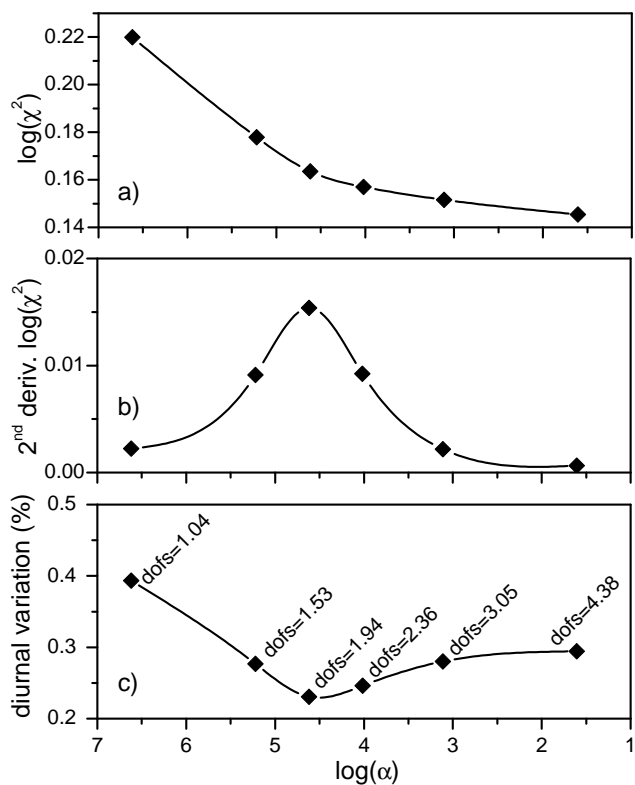 0.22
0.20
0.18
0.16
0.14
log(χ²)
a)
0.02
0.01
0.00
2nd deriv. log(χ²)
b)
0.5
0.4
0.3
0.2
diurnal variation (%)
dofs=1.04
dofs=1.53
dofs=1.94
dofs=2.36
dofs=3.05
dofs=4.38
c)
7 6 5 4 3 2 1
log(α)